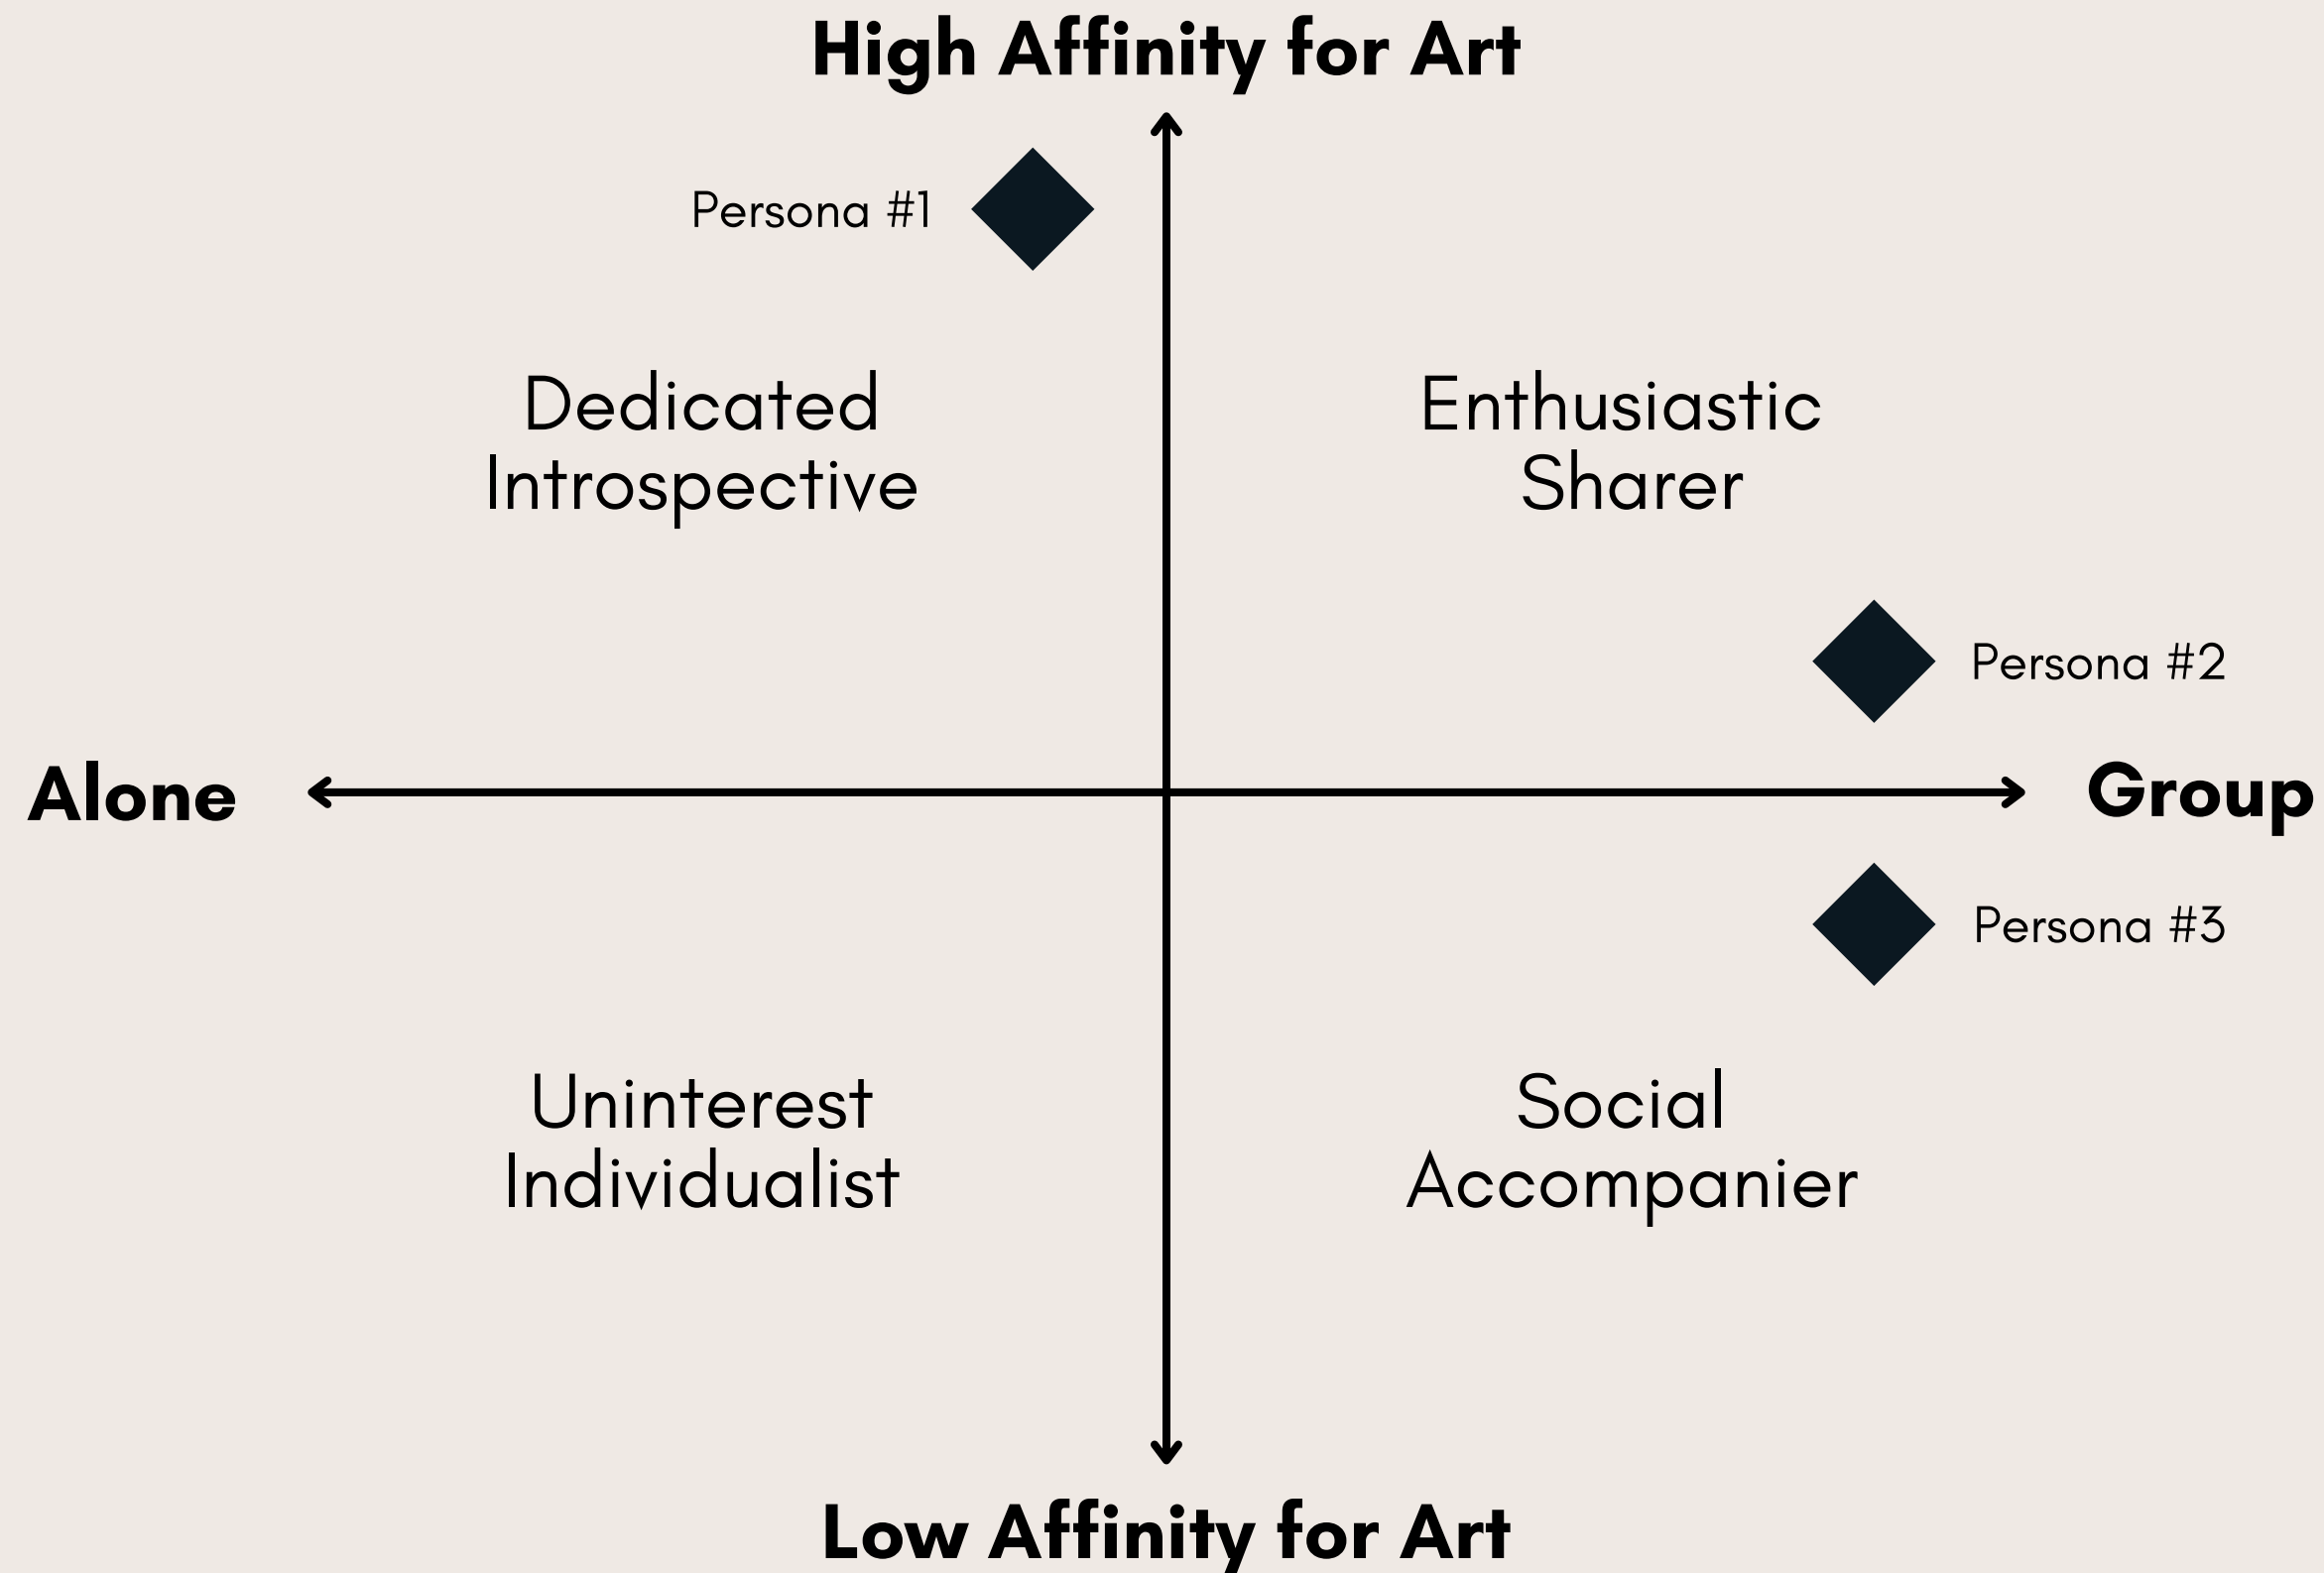 High Affinity for Art
Persona #1
Dedicated
Introspective
Enthusiastic
Sharer
Persona #2
Alone
Group
Persona #3
Uninterest
Individualist
Social
Accompanier
Low Affinity for Art